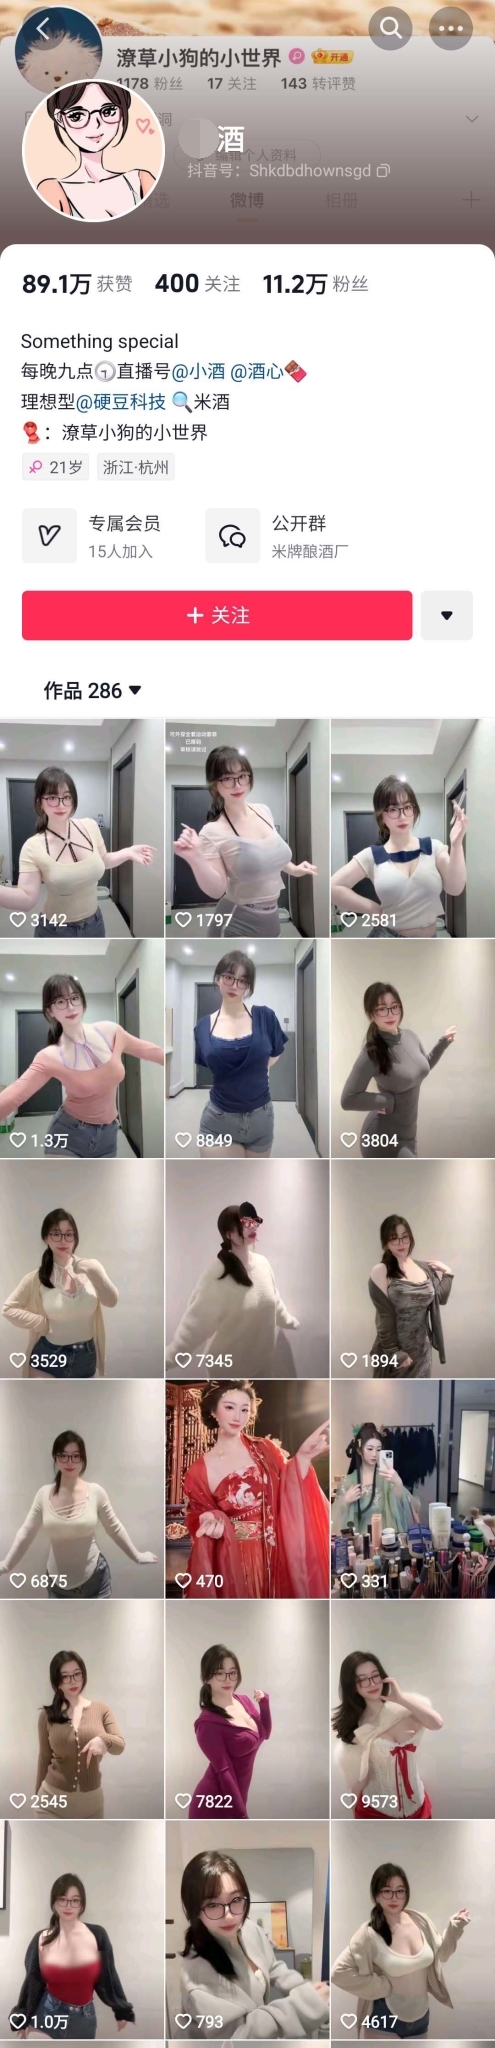 潦草小狗的小世界
开通
1178 粉丝 17 关注 143 转评赞
酒
编辑个人资料
抖音号：Shkdbdhownsgd
微博 相册
89.1万 获赞 400 关注 11.2万 粉丝
Something special
每晚九点直播号@小酒 @酒心
理想型@硬豆科技 米酒
：潦草小狗的小世界
21岁 浙江·杭州
专属会员 公开群
15人加入 米牌酿酒厂
+ 关注
作品 286
3142 1797 2581
1.3万 8849 3804
3529 7345 1894
6875 470 331
2545 7822 9573
1.0万 793 4617